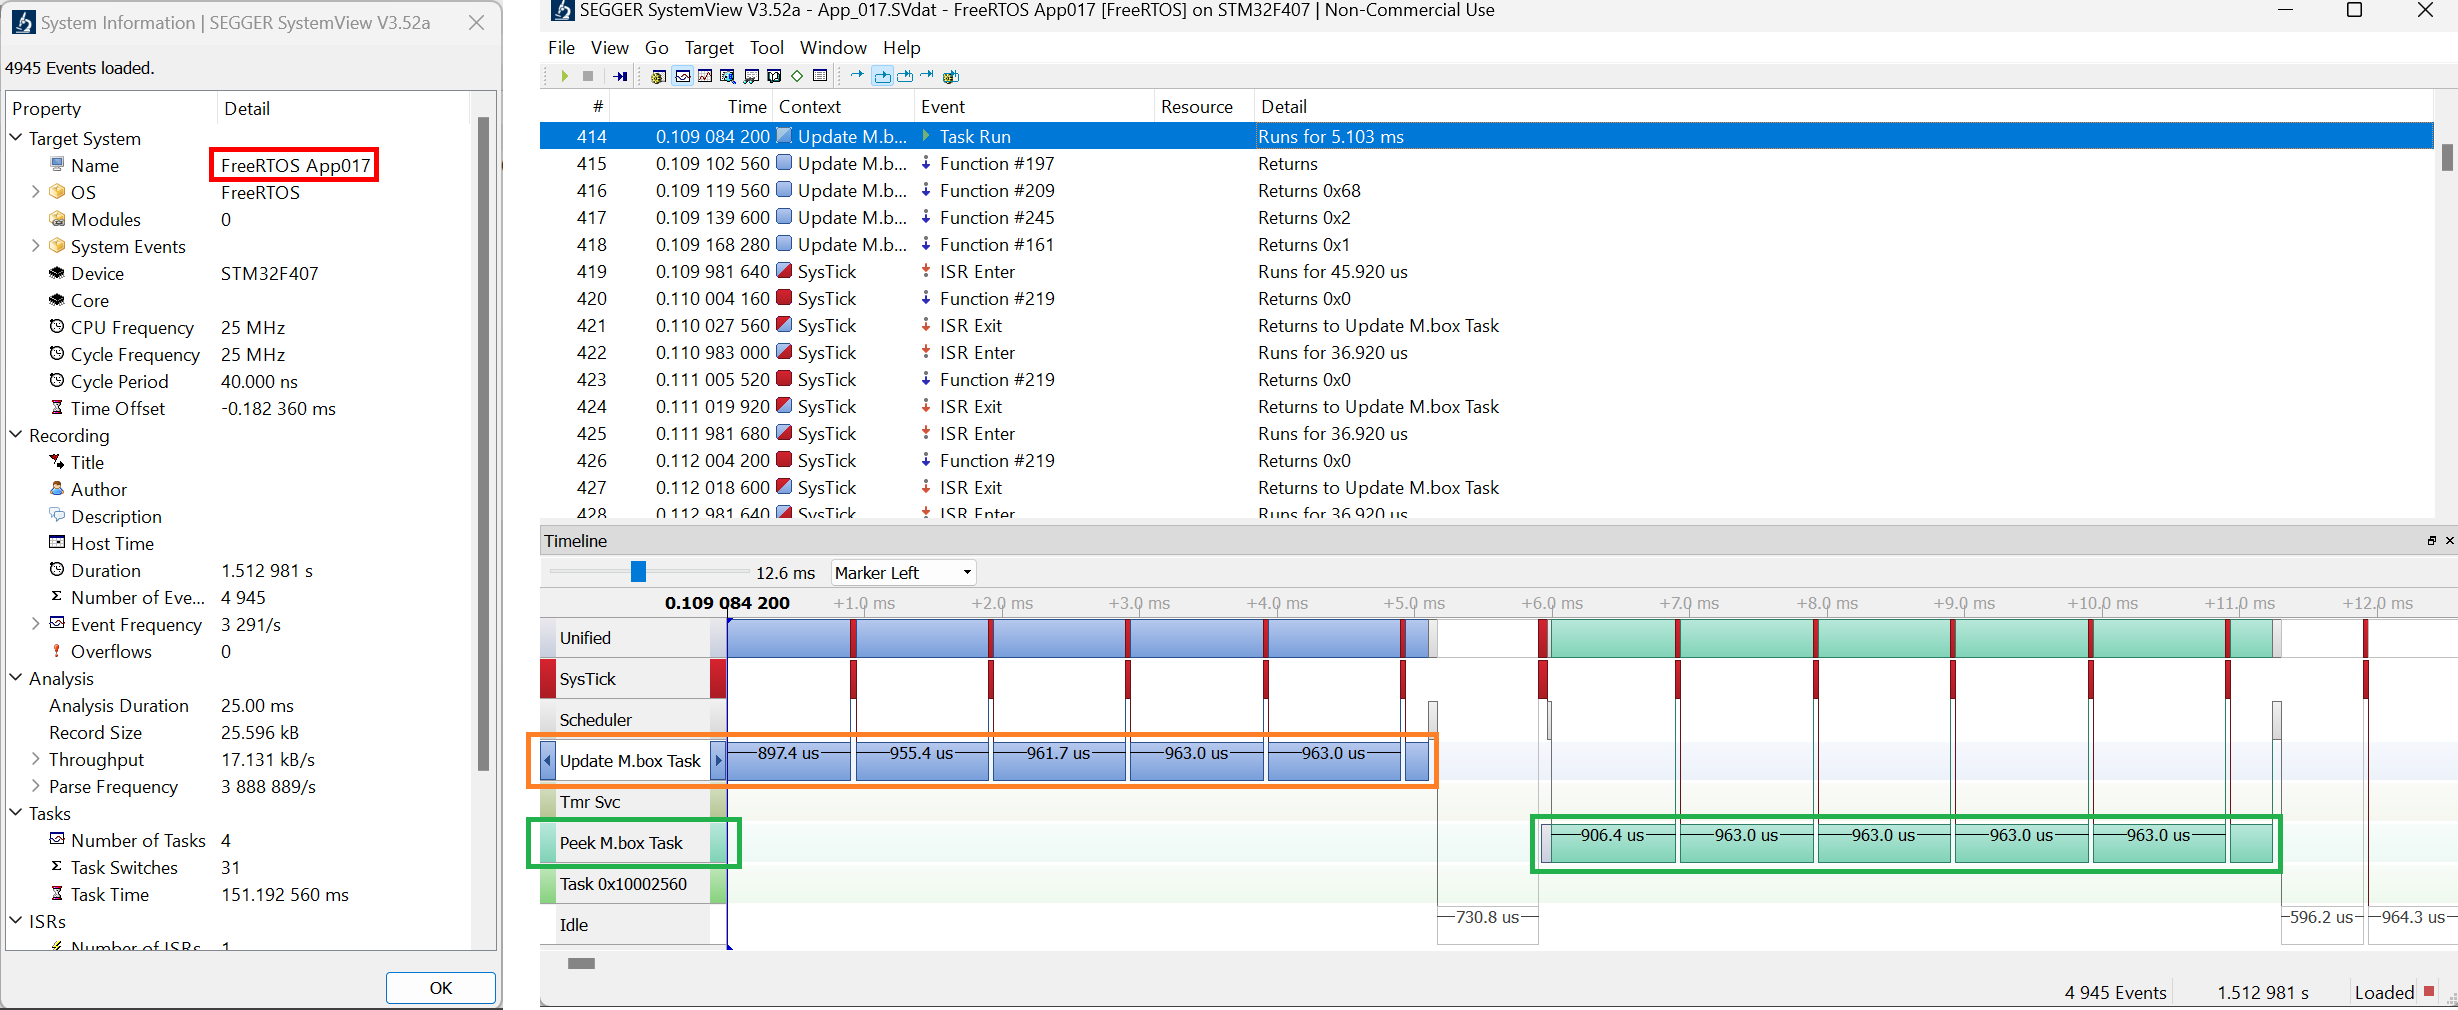 System Information | SEGGER SystemView V3.52a
4945 Events loaded.
Property Detail
Target System
Name FreeRTOS App017
OS FreeRTOS
Modules 0
System Events
Device STM32F407
Core
CPU Frequency 25 MHz
Cycle Frequency 25 MHz
Cycle Period 40.000 ns
Time Offset -0.182 360 ms
Recording
Title
Author
Description
Host Time
Duration 1.512 981 s
Number of Eve... 4 945
Event Frequency 3 291/s
Overflows 0
Analysis
Analysis Duration 25.00 ms
Record Size 25.596 kB
Throughput 17.131 kB/s
Parse Frequency 3 888 889/s
Tasks
Number of Tasks 4
Task Switches 31
Task Time 151.192 560 ms
ISRs
Number of ISRs 1
OK
SEGGER SystemView V3.52a - App_017.SVdat - FreeRTOS App017 [FreeRTOS] on STM32F407 | Non-Commercial Use
File View Go Target Tool Window Help
# Time Context Event Resource Detail
414 0.109 084 200 Update M.b... Task Run Runs for 5.103 ms
415 0.109 102 560 Update M.b... Function #197 Returns
416 0.109 119 560 Update M.b... Function #209 Returns 0x68
417 0.109 139 600 Update M.b... Function #245 Returns 0x2
418 0.109 168 280 Update M.b... Function #161 Returns 0x1
419 0.109 981 640 SysTick ISR Enter Runs for 45.920 us
420 0.110 004 160 SysTick Function #219 Returns 0x0
421 0.110 027 560 SysTick ISR Exit Returns to Update M.box Task
422 0.110 983 000 SysTick ISR Enter Runs for 36.920 us
423 0.111 005 520 SysTick Function #219 Returns 0x0
424 0.111 019 920 SysTick ISR Exit Returns to Update M.box Task
425 0.111 981 680 SysTick ISR Enter Runs for 36.920 us
426 0.112 004 200 SysTick Function #219 Returns 0x0
427 0.112 018 600 SysTick ISR Exit Returns to Update M.box Task
428 0.112 981 640 SysTick ISR Enter Runs for 36.920 us
Timeline
12.6 ms Marker Left
0.109 084 200 +1.0 ms +2.0 ms +3.0 ms +4.0 ms +5.0 ms +6.0 ms +7.0 ms +8.0 ms +9.0 ms +10.0 ms +11.0 ms +12.0 ms
Unified
SysTick
Scheduler
Update M.box Task 897.4 us 955.4 us 961.7 us 963.0 us 963.0 us
Tmr Svc
Peek M.box Task 906.4 us 963.0 us 963.0 us 963.0 us 963.0 us
Task 0x10002560
Idle 730.8 us 596.2 us 964.3 us
4 945 Events 1.512 981 s Loaded